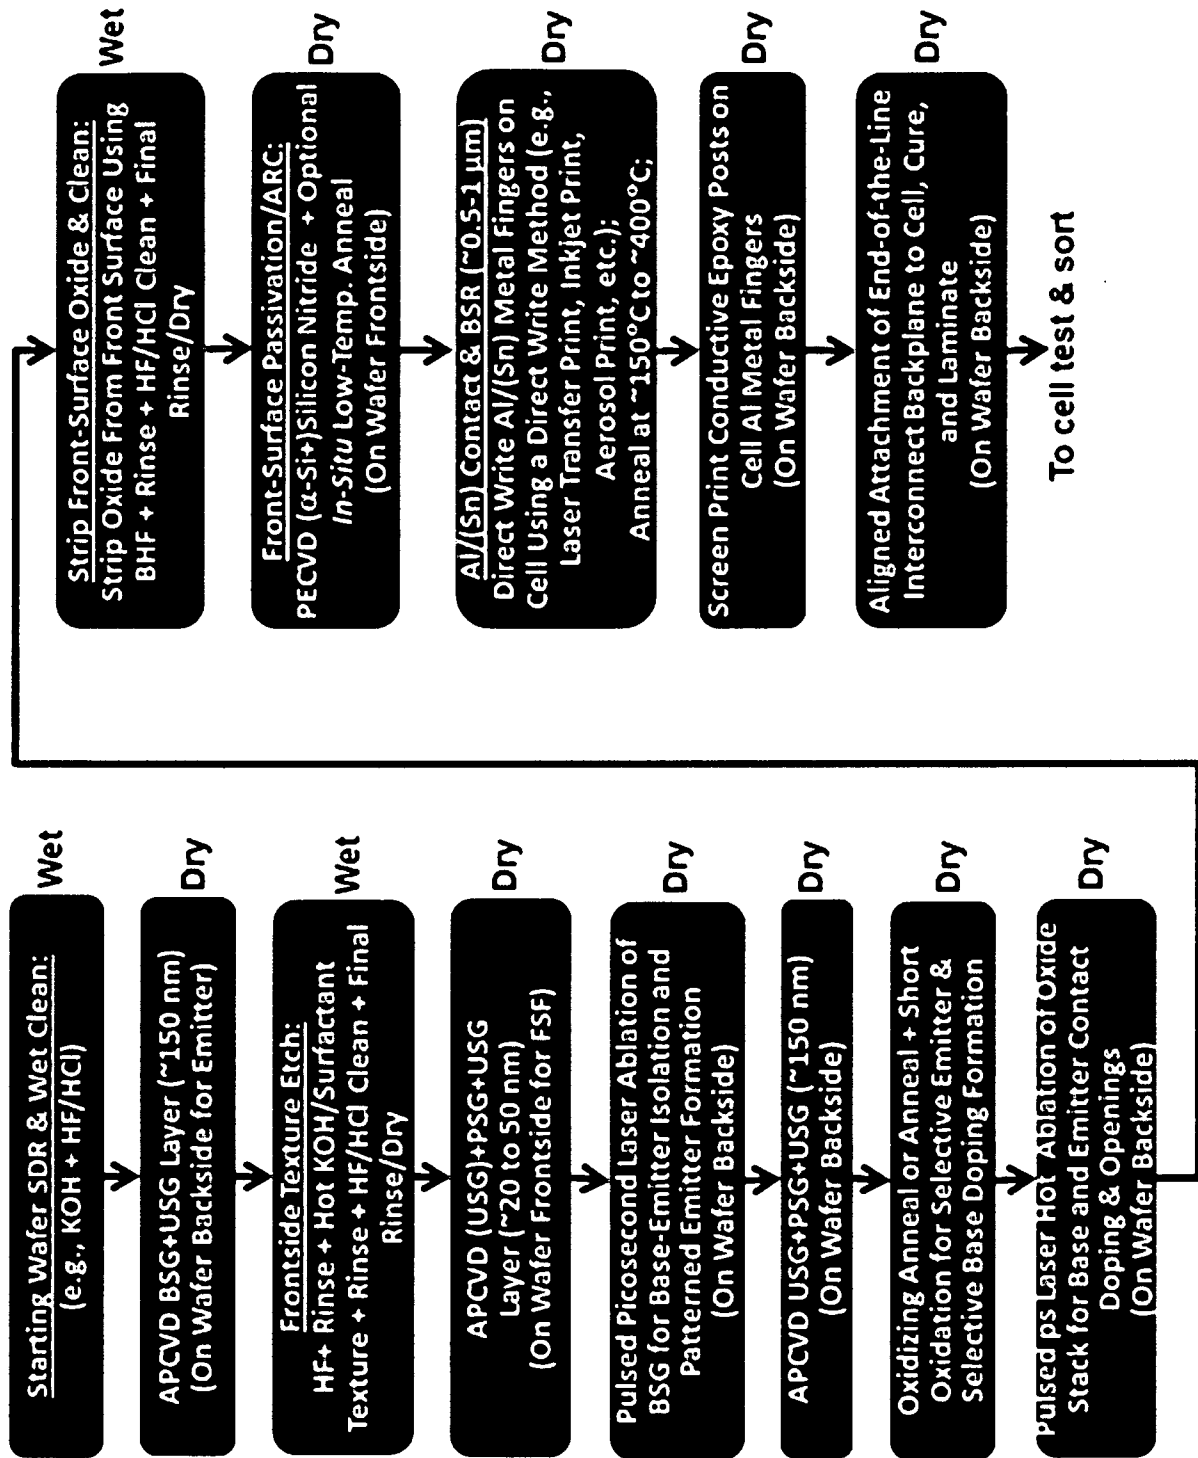 Starting Wafer SDR & Wet Clean:
(e.g., KOH + HF/HCl)
Wet
APCVD BSG+USG Layer (~150 nm)
(On Wafer Backside for Emitter)
Dry
Frontside Texture Etch:
HF+ Rinse + Hot KOH/Surfactant
Texture + Rinse + HF/HCl Clean + Final
Rinse/Dry
Wet
APCVD (USG)+PSG+USG
Layer (~20 to 50 nm)
(On Wafer Frontside for FSF)
Dry
Pulsed Picosecond Laser Ablation of
BSG for Base-Emitter Isolation and
Patterned Emitter Formation
(On Wafer Backside)
Dry
APCVD USG+PSG+USG (~150 nm)
(On Wafer Backside)
Dry
Oxidizing Anneal or Anneal + Short
Oxidation for Selective Emitter &
Selective Base Doping Formation
Dry
Pulsed ps Laser Hot Ablation of Oxide
Stack for Base and Emitter Contact
Doping & Openings
(On Wafer Backside)
Dry
Strip Front-Surface Oxide & Clean:
Strip Oxide From Front Surface Using
BHF + Rinse + HF/HCl Clean + Final
Rinse/Dry
Wet
Front-Surface Passivation/ARC:
PECVD (α-Si+)Silicon Nitride + Optional
In-Situ Low-Temp. Anneal
(On Wafer Frontside)
Dry
Al/(Sn) Contact & BSR (~0.5-1 μm)
Direct Write Al/(Sn) Metal Fingers on
Cell Using a Direct Write Method (e.g.,
Laser Transfer Print, Inkjet Print,
Aerosol Print, etc.);
Anneal at ~150°C to ~400°C;
Dry
Screen Print Conductive Epoxy Posts on
Cell Al Metal Fingers
(On Wafer Backside)
Dry
Aligned Attachment of End-of-the-Line
Interconnect Backplane to Cell, Cure,
and Laminate
(On Wafer Backside)
Dry
To cell test & sort